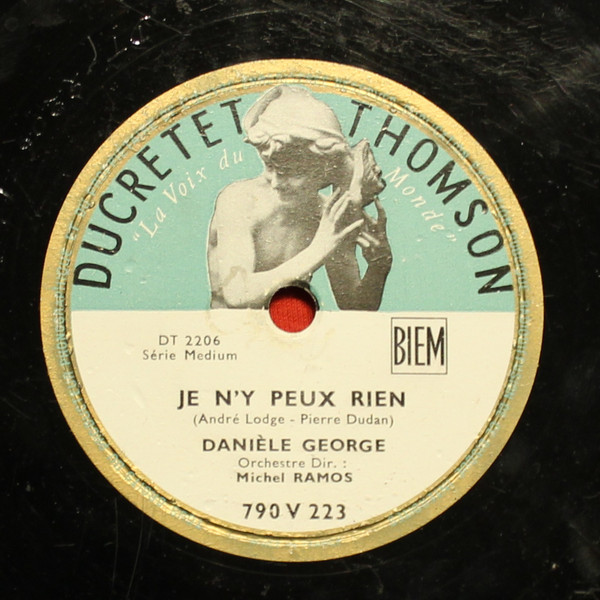 DUCRETET THOMSON
"La Voix du Monde"
DT 2206
Série Medium
BIEM
JE N'Y PEUX RIEN
(André Lodge - Pierre Dudan)
DANIÈLE GEORGE
Orchestre Dir. :
Michel RAMOS
790 V 223